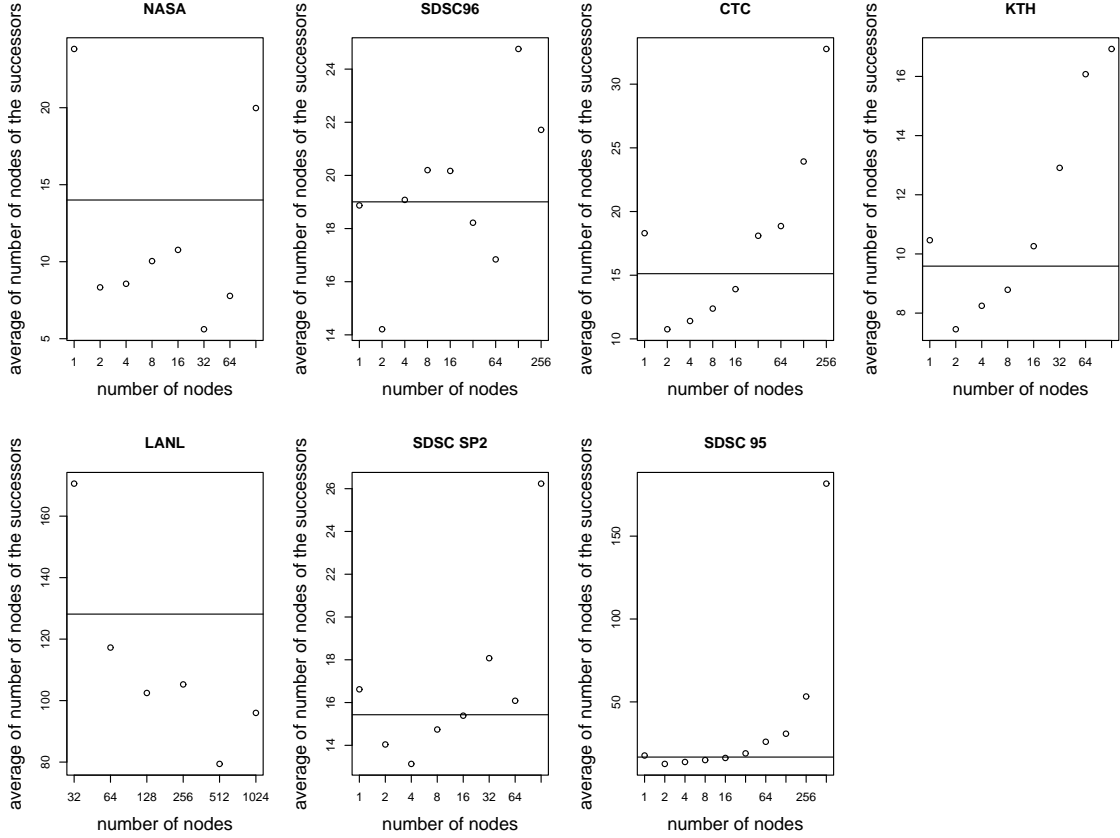 NASA
average of number of nodes of the successors
20
15
10
5
1 2 4 8 16 32 64
number of nodes
SDSC96
average of number of nodes of the successors
24
22
20
18
16
14
1 2 4 8 16 64 256
number of nodes
CTC
average of number of nodes of the successors
30
25
20
15
10
1 2 4 8 16 64 256
number of nodes
KTH
average of number of nodes of the successors
16
14
12
10
8
1 2 4 8 16 32 64
number of nodes
LANL
average of number of nodes of the successors
160
140
120
100
80
32 64 128 256 512 1024
number of nodes
SDSC SP2
average of number of nodes of the successors
26
24
22
20
18
16
14
1 2 4 8 16 32 64
number of nodes
SDSC 95
average of number of nodes of the successors
150
100
50
1 2 4 8 16 64 256
number of nodes